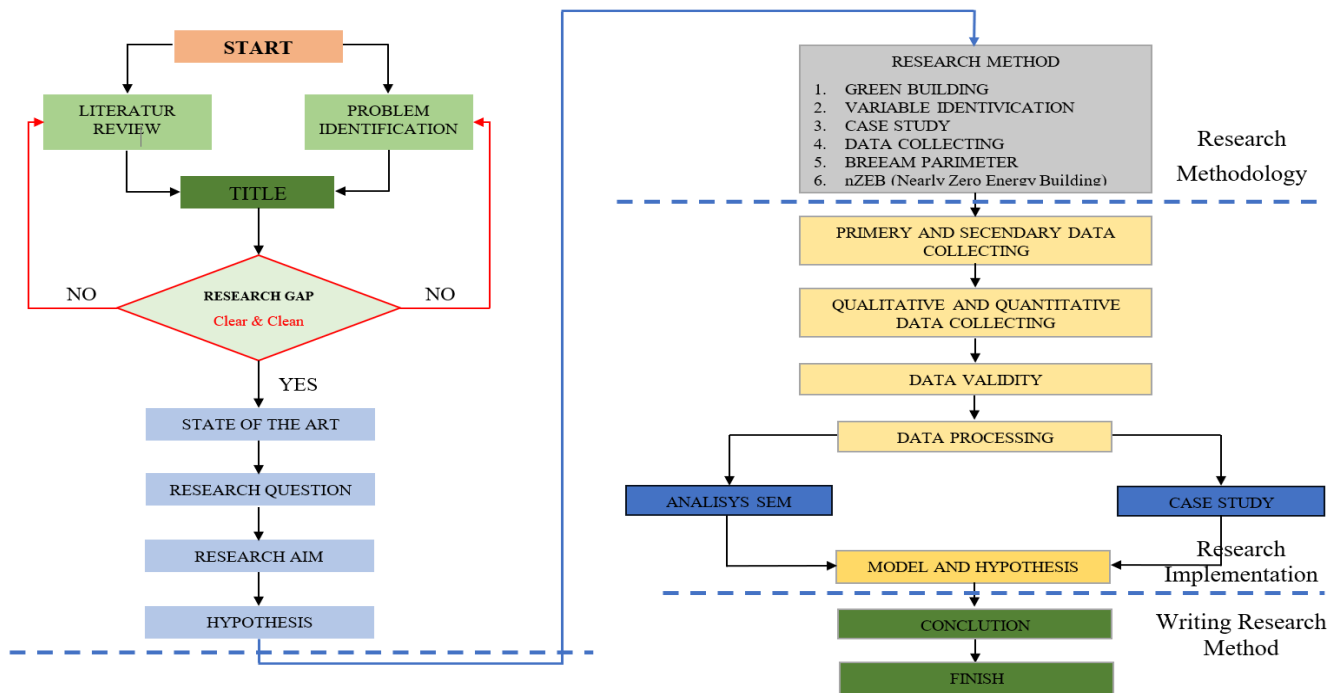 START
LITERATUR
REVIEW
PROBLEM
IDENTIFICATION
TITLE
NO
RESEARCH GAP
Clear & Clean
NO
YES
STATE OF THE ART
RESEARCH QUESTION
RESEARCH AIM
HYPOTHESIS
RESEARCH METHOD
1. GREEN BUILDING
2. VARIABLE IDENTIVICATION
3. CASE STUDY
4. DATA COLLECTING
5. BREEAM PARIMETER
6. nZEB (Nearly Zero Energy Building)
Research
Methodology
PRIMERY AND SECENDARY DATA
COLLECTING
QUALITATIVE AND QUANTITATIVE
DATA COLLECTING
DATA VALIDITY
DATA PROCESSING
ANALISYS SEM
CASE STUDY
MODEL AND HYPOTHESIS
Research
Implementation
CONCLUTION
Writing Research
Method
FINISH